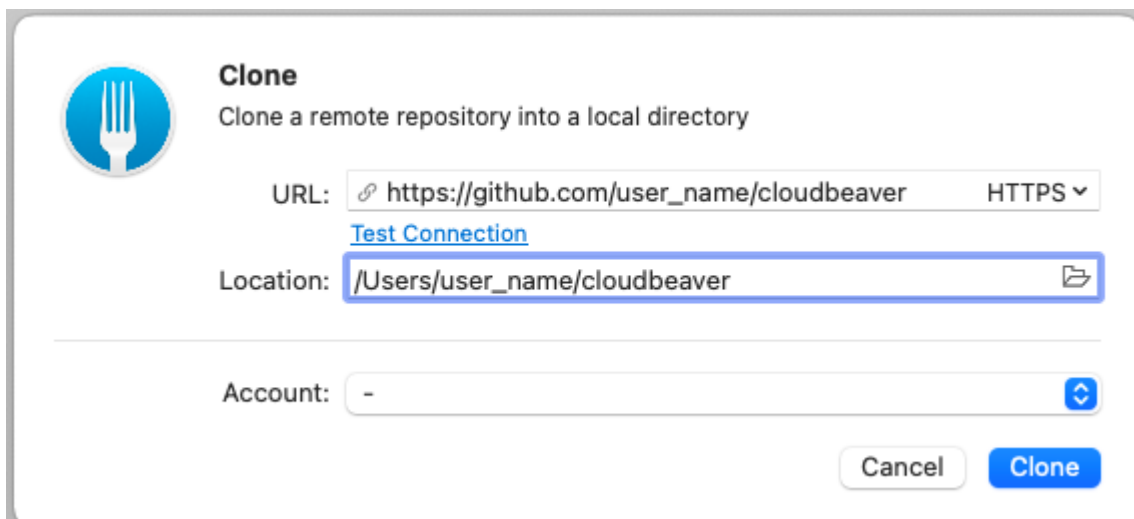 Clone
Clone a remote repository into a local directory
URL: https://github.com/user_name/cloudbeaver HTTPS
Test Connection
Location: /Users/user_name/cloudbeaver
Account: -
Cancel Clone